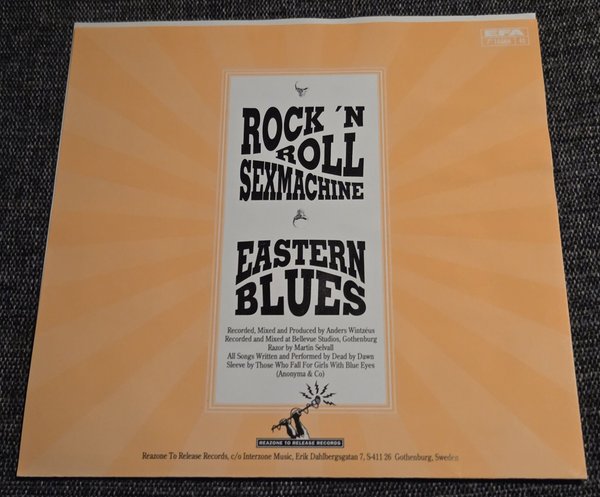 EFA
ROCK 'N
ROLL
SEXMACHINE
EASTERN
BLUES
Recorded, Mixed and Produced by Anders Wintzéus
Recorded and Mixed at Bellevue Studios, Gothenburg
Razor by Martin Selvall
All Songs Written and Performed by Dead by Dawn
Sleeve by Those Who Fall For Girls With Blue Eyes
(Anonyma & Co)
REAZONE TO RELEASE RECORDS
Reazone To Release Records, c/o Interzone Music, Erik Dahlbergsgatan 7, S-411 26 Gothenburg, Sweden